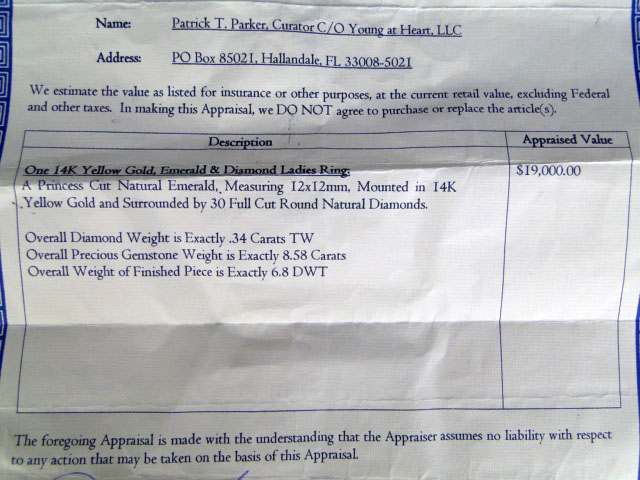 Name: Patrick T. Parker, Curator C/O Young at Heart, LLC
Address: PO Box 85021, Hallandale, FL 33008-5021
We estimate the value as listed for insurance or other purposes, at the current retail value, excluding Federal
and other taxes. In making this Appraisal, we DO NOT agree to purchase or replace the article(s).
Description Appraised Value
One 14K Yellow Gold, Emerald & Diamond Ladies Ring: $19,000.00
A Princess Cut Natural Emerald, Measuring 12x12mm, Mounted in 14K
Yellow Gold and Surrounded by 30 Full Cut Round Natural Diamonds.
Overall Diamond Weight is Exactly .34 Carats TW
Overall Precious Gemstone Weight is Exactly 8.58 Carats
Overall Weight of Finished Piece is Exactly 6.8 DWT
The foregoing Appraisal is made with the understanding that the Appraiser assumes no liability with respect
to any action that may be taken on the basis of this Appraisal.